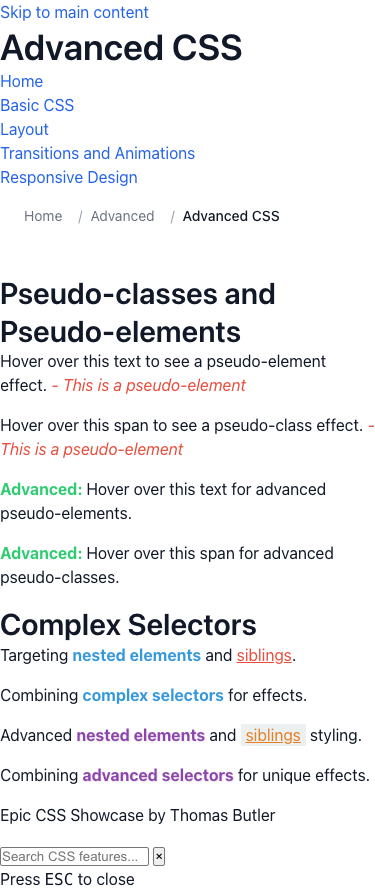 Skip to main content
Advanced CSS
Home
Basic CSS
Layout
Transitions and Animations
Responsive Design
Home / Advanced / Advanced CSS
Pseudo-classes and
Pseudo-elements
Hover over this text to see a pseudo-element
effect. - This is a pseudo-element
Hover over this span to see a pseudo-class effect. -
This is a pseudo-element
Advanced: Hover over this text for advanced
pseudo-elements.
Advanced: Hover over this span for advanced
pseudo-classes.
Complex Selectors
Targeting nested elements and siblings.
Combining complex selectors for effects.
Advanced nested elements and siblings styling.
Combining advanced selectors for unique effects.
Epic CSS Showcase by Thomas Butler
Search CSS features... ×
Press ESC to close